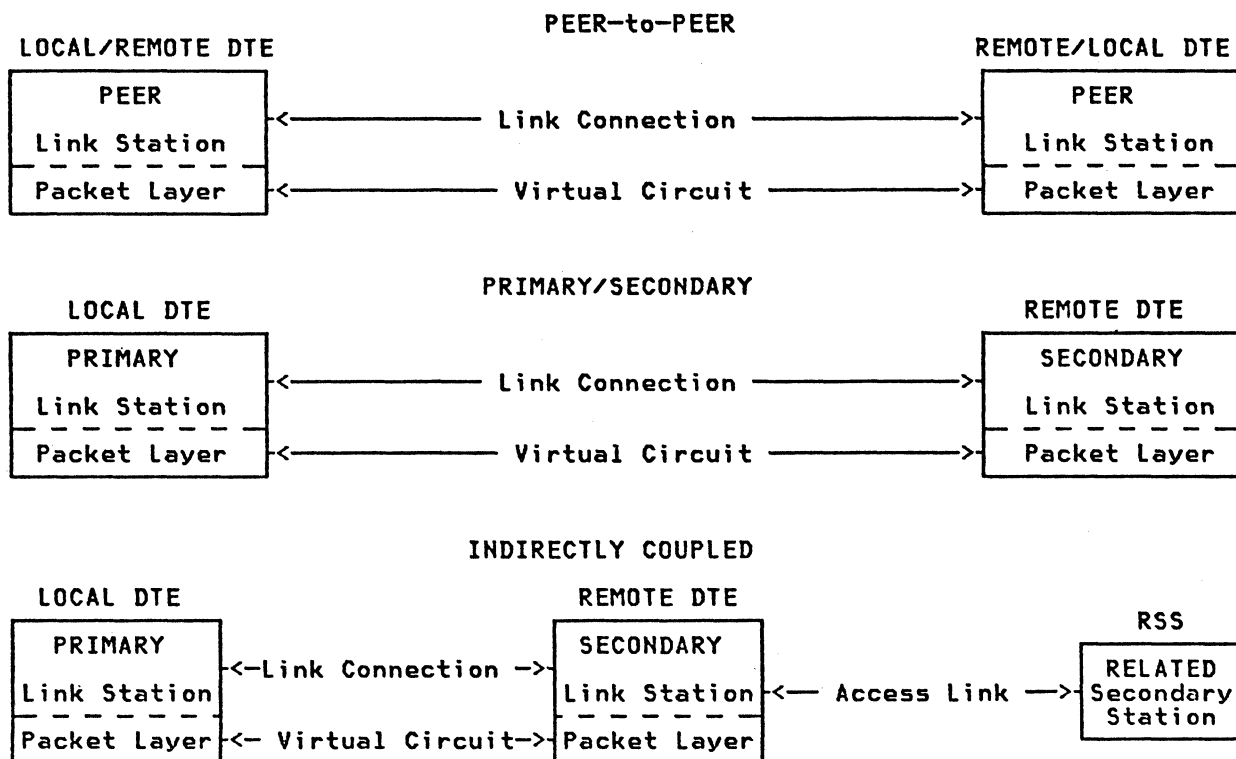 PEER-to-PEER
LOCAL/REMOTE DTE REMOTE/LOCAL DTE
PEER PEER
Link Connection
Link Station Link Station
Packet Layer Virtual Circuit Packet Layer
PRIMARY/SECONDARY
LOCAL DTE REMOTE DTE
PRIMARY SECONDARY
Link Connection
Link Station Link Station
Packet Layer Virtual Circuit Packet Layer
INDIRECTLY COUPLED
LOCAL DTE REMOTE DTE
RSS
PRIMARY SECONDARY
Link Connection RELATED
Link Station Link Station Access Link Secondary
Station
Packet Layer Virtual Circuit Packet Layer